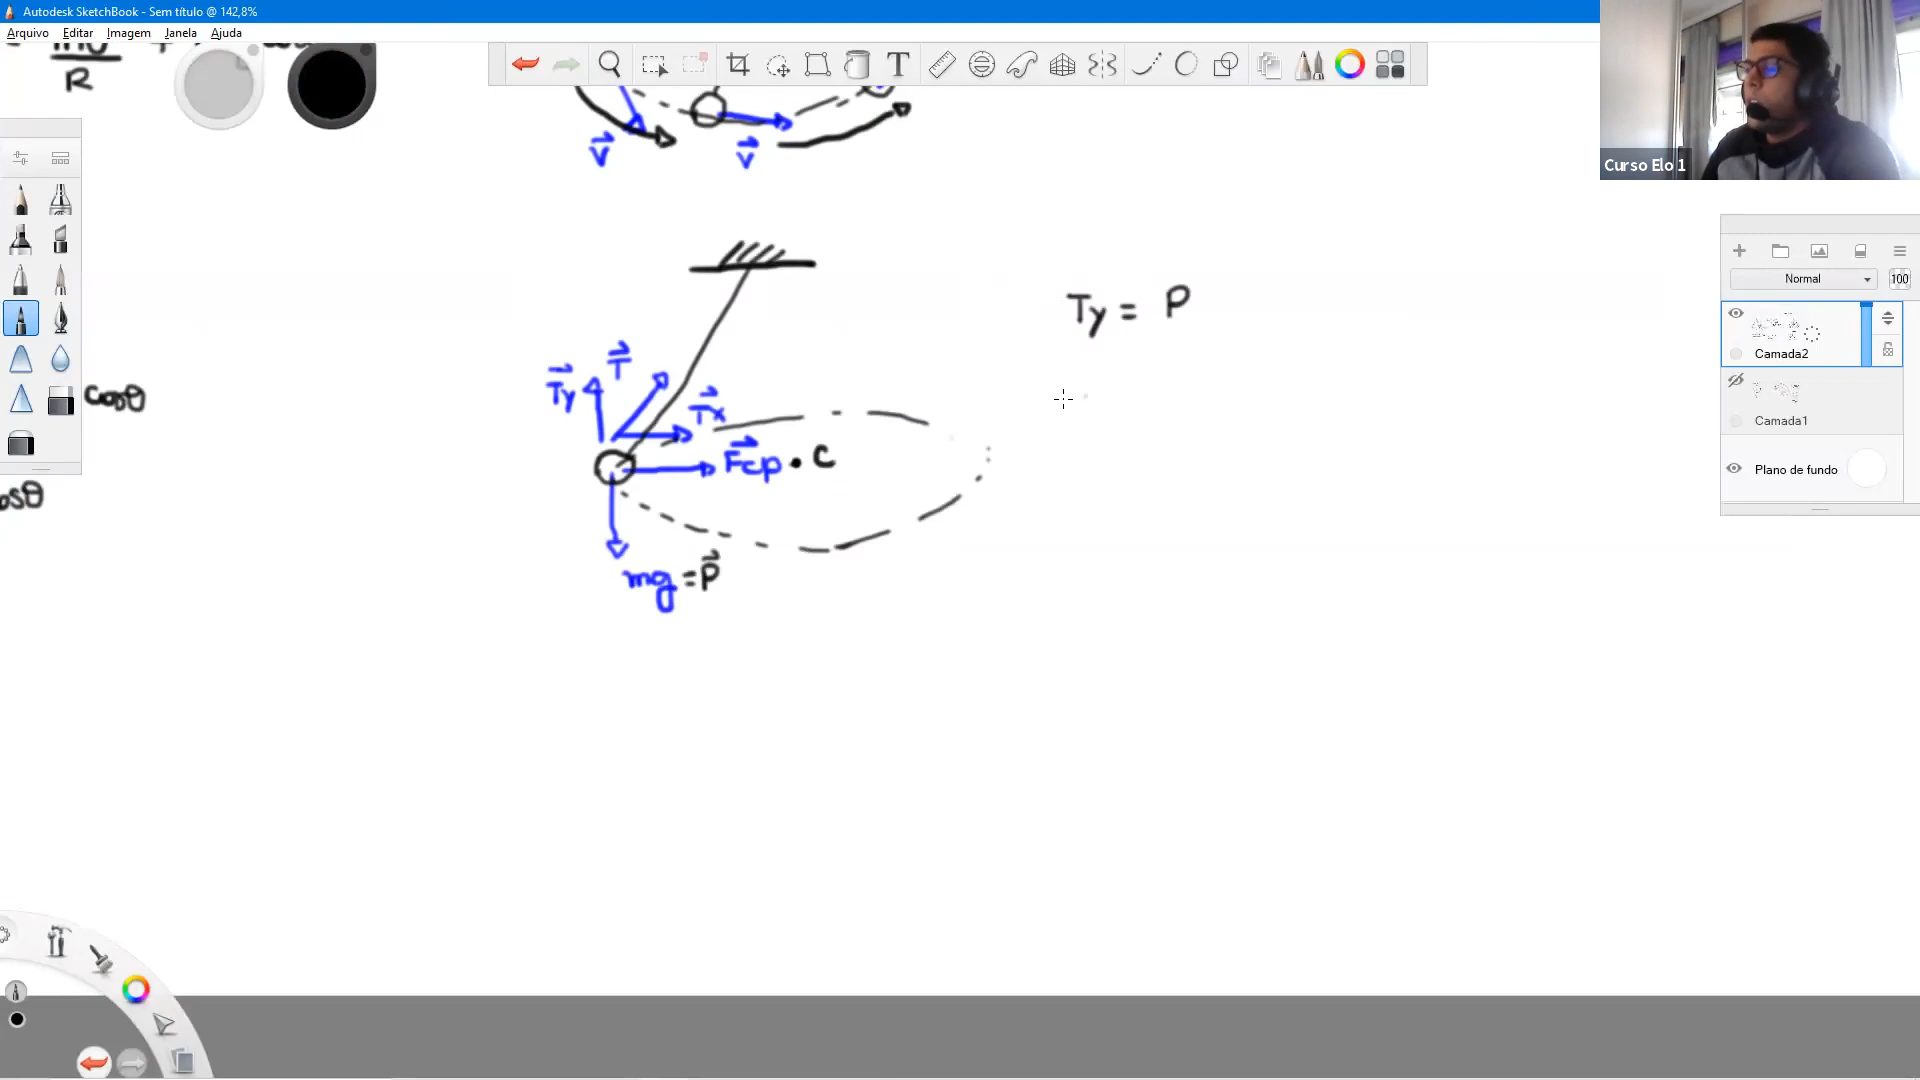 Autodesk SketchBook - Sem título @ 142,8%
Arquivo Editar Imagem Janela Ajuda
R
T
V
V
Curso Elo 1
Normal
100
Camada2
Camada1
Plano de fundo
Ty = P
T
Ty
Tx
cosθ
Fcp . C
osθ
mg = P